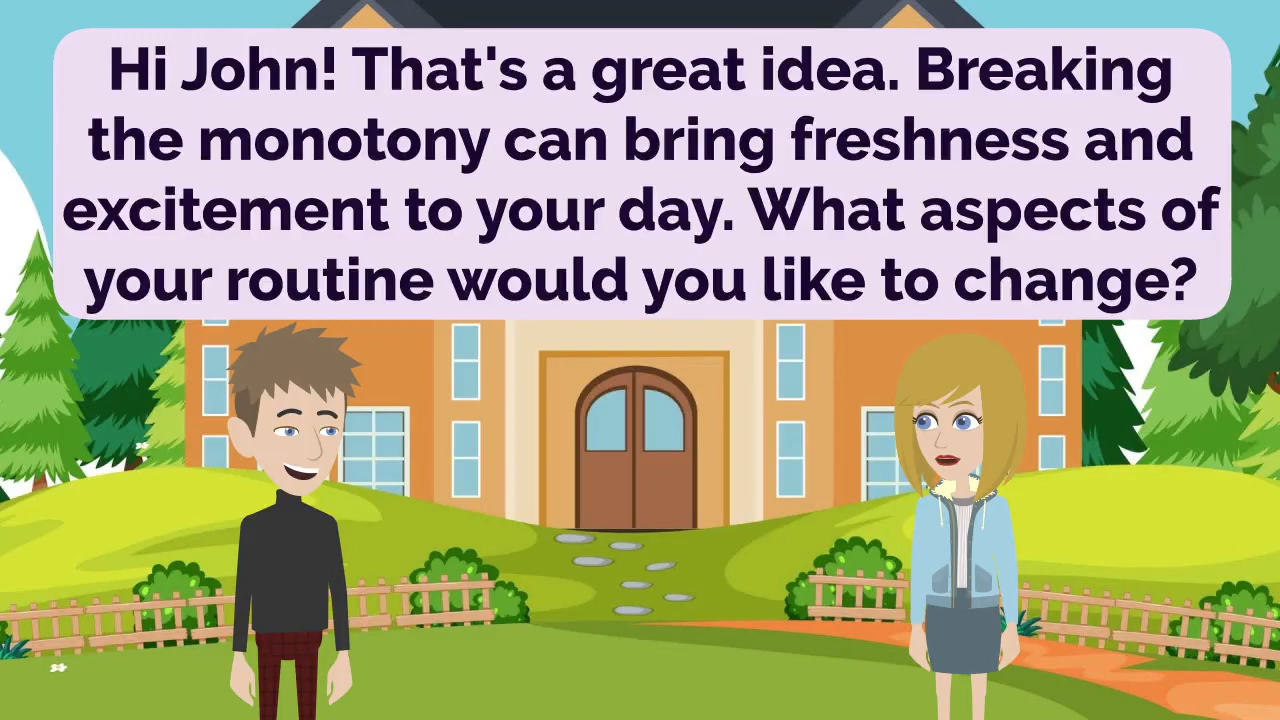 Hi John! That's a great idea. Breaking
the monotony can bring freshness and
excitement to your day. What aspects of
your routine would you like to change?